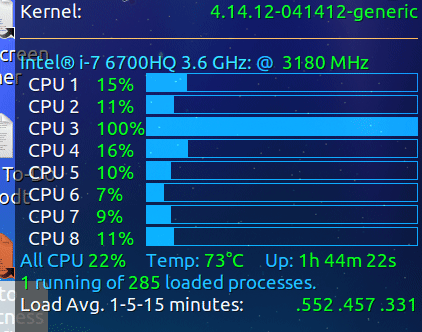 Kernel: 4.14.12-041412-generic
creen
ner
Intel® i-7 6700HQ 3.6 GHz: @ 3180 MHz
CPU 1 15%
CPU 2 11%
CPU 3 100%
CPU 4 16%
CPU 5 10%
CPU 6 7%
CPU 7 9%
CPU 8 11%
To-Do
odt
All CPU 22% Temp: 73°C Up: 1h 44m 22s
1 running of 285 loaded processes.
Load Avg. 1-5-15 minutes: .552 .457 .331